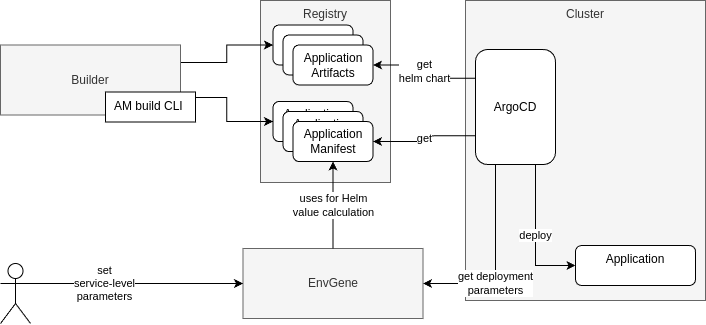 Registry
Cluster
Builder
AM build CLI
Application
Artifacts
get
helm chart
ArgoCD
Application
Manifest
get
uses for Helm
value calculation
deploy
Application
set
service-level
parameters
EnvGene
get deployment
parameters